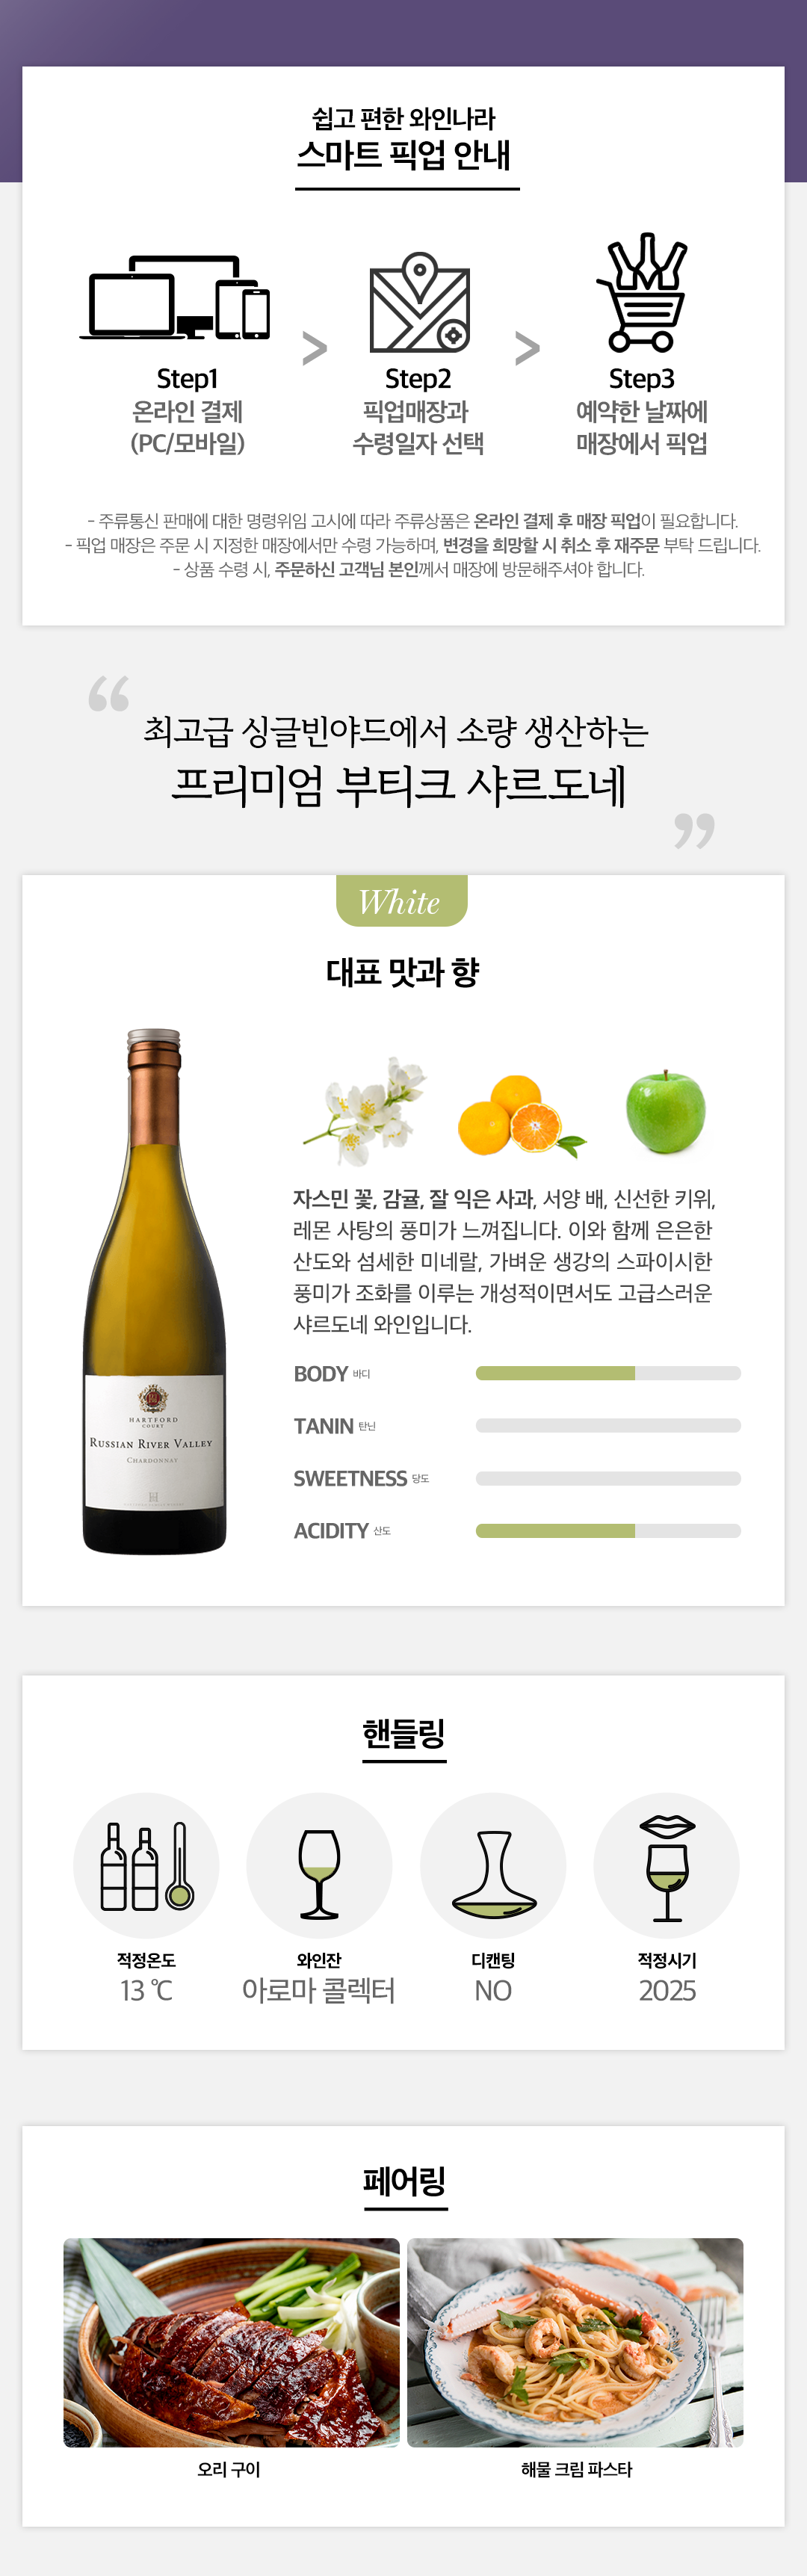 쉽고 편한 와인나라
스마트 픽업 안내
Step1
온라인 결제
(PC/모바일)
>
Step2
픽업매장과
수령일자 선택
>
Step3
예약한 날짜에
매장에서 픽업
- 주류통신 판매에 대한 명령위임 고시에 따라 주류상품은 온라인 결제 후 매장 픽업이 필요합니다.
- 픽업 매장은 주문 시 지정한 매장에서만 수령 가능하며, 변경을 희망할 시 취소 후 재주문 부탁 드립니다.
- 상품 수령 시, 주문하신 고객님 본인께서 매장에 방문해주셔야 합니다.
“
최고급 싱글빈야드에서 소량 생산하는
프리미엄 부티크 샤르도네
”
White
대표 맛과 향
HARTFORD
COURT
RUSSIAN RIVER VALLEY
CHARDONNAY
자스민 꽃, 감귤, 잘 익은 사과, 서양 배, 신선한 키위,
레몬 사탕의 풍미가 느껴집니다. 이와 함께 은은한
산도와 섬세한 미네랄, 가벼운 생강의 스파이시한
풍미가 조화를 이루는 개성적이면서도 고급스러운
샤르도네 와인입니다.
BODY 바디
TANIN 탄닌
SWEETNESS 당도
ACIDITY 산도
핸들링
적정온도
13 ℃
와인잔
아로마 콜렉터
디캔팅
NO
적정시기
2025
페어링
오리 구이
해물 크림 파스타